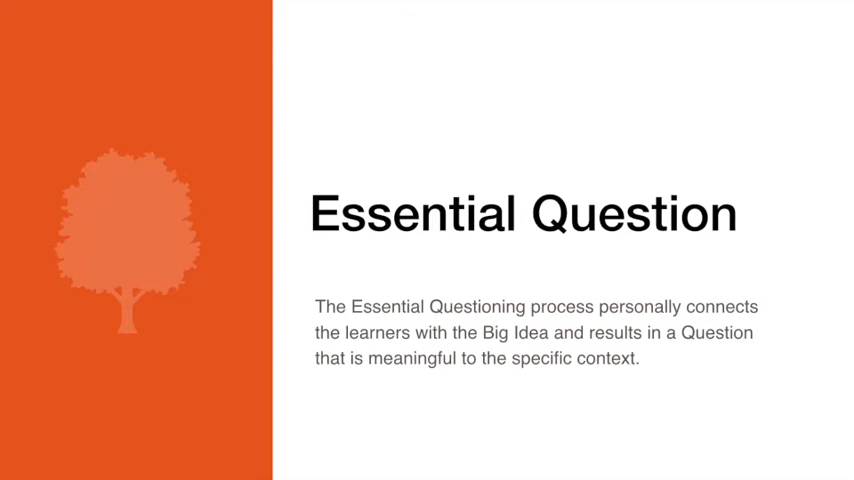 Essential Question
The Essential Questioning process personally connects
the learners with the Big Idea and results in a Question
that is meaningful to the specific context.